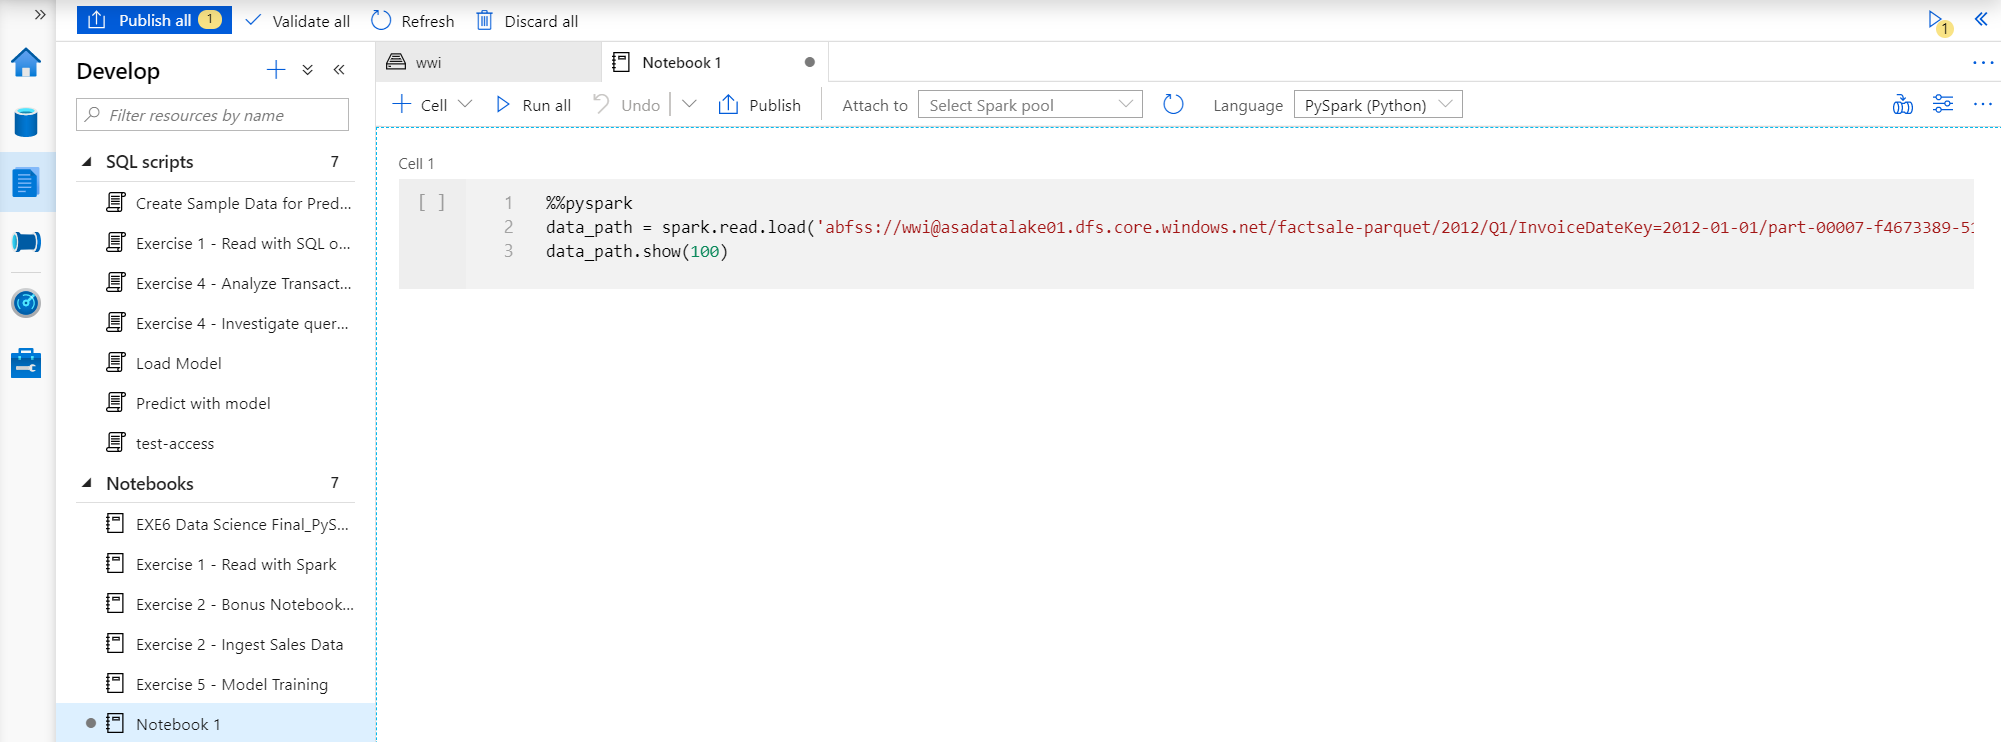 Publish all 1 Validate all Refresh Discard all 1
Develop
Filter resources by name
SQL scripts 7
Create Sample Data for Pred...
Exercise 1 - Read with SQL o...
Exercise 4 - Analyze Transact...
Exercise 4 - Investigate quer...
Load Model
Predict with model
test-access
Notebooks 7
EXE6 Data Science Final_PyS...
Exercise 1 - Read with Spark
Exercise 2 - Bonus Notebook...
Exercise 2 - Ingest Sales Data
Exercise 5 - Model Training
Notebook 1
wwi Notebook 1
Cell Run all Undo Publish Attach to Select Spark pool Language PySpark (Python)
Cell 1
[ ] 1 %%pyspark
2 data_path = spark.read.load('abfss://wwi@asadatalake01.dfs.core.windows.net/factsale-parquet/2012/Q1/InvoiceDateKey=2012-01-01/part-00007-f4673389-51
3 data_path.show(100)